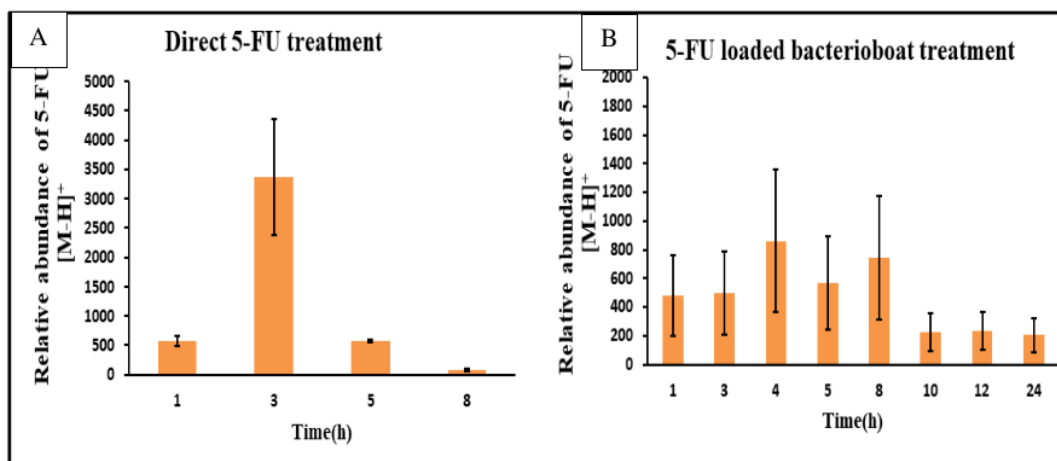 A
Direct 5-FU treatment
Relative abundance of 5-FU
[M-H]+
5000
4500
4000
3500
3000
2500
2000
1500
1000
500
0
1 3 5 8
Time(h)
B
5-FU loaded bacterioboat treatment
Relative abundance of 5-FU
[M-H]+
2000
1800
1600
1400
1200
1000
800
600
400
200
0
1 3 4 5 8 10 12 24
Time(h)